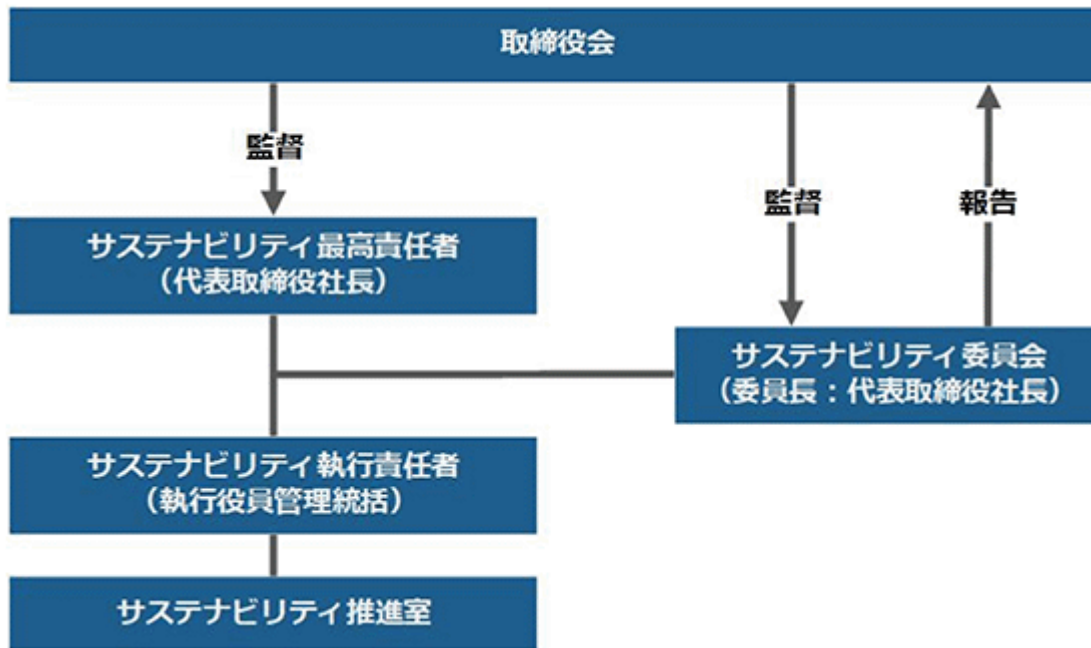 取締役会
監督
監督
報告
サステナビリティ最高責任者
（代表取締役社長）
サステナビリティ委員会
（委員長：代表取締役社長）
サステナビリティ執行責任者
（執行役員管理統括）
サステナビリティ推進室